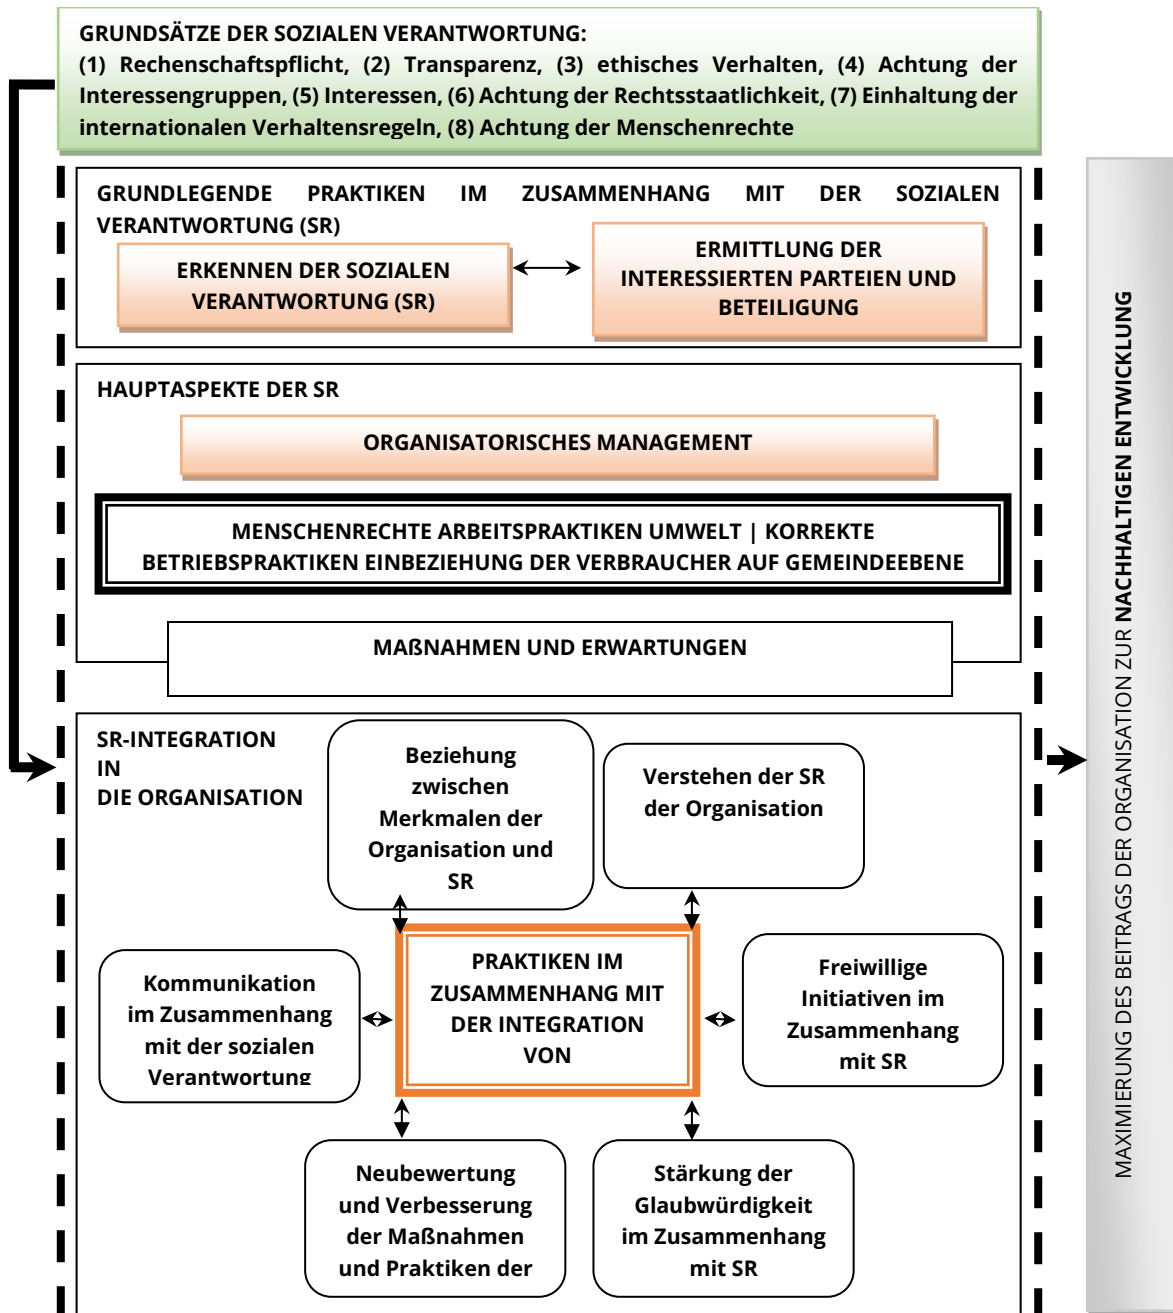 GRUNDSÄTZE DER SOZIALEN VERANTWORTUNG:
(1) Rechenschaftspflicht, (2) Transparenz, (3) ethisches Verhalten, (4) Achtung der
Interessengruppen, (5) Interessen, (6) Achtung der Rechtsstaatlichkeit, (7) Einhaltung der
internationalen Verhaltensregeln, (8) Achtung der Menschenrechte
GRUNDLEGENDE PRAKTIKEN IM ZUSAMMENHANG MIT DER SOZIALEN
VERANTWORTUNG (SR)
ERKENNEN DER SOZIALEN
VERANTWORTUNG (SR)
ERMITTLUNG DER
INTERESSIERTEN PARTEIEN UND
BETEILIGUNG
HAUPTASPEKTE DER SR
ORGANISATORISCHES MANAGEMENT
MENSCHENRECHTE ARBEITSPRAKTIKEN UMWELT | KORREKTE
BETRIEBSPRAKTIKEN EINBEZIEHUNG DER VERBRAUCHER AUF GEMEINDEEBENE
MAßNAHMEN UND ERWARTUNGEN
SR-INTEGRATION
IN
DIE ORGANISATION
Beziehung
zwischen
Merkmalen der
Organisation und
SR
Verstehen der SR
der Organisation
Kommunikation
im Zusammenhang
mit der sozialen
Verantwortung
PRAKTIKEN IM
ZUSAMMENHANG MIT
DER INTEGRATION
VON
Freiwillige
Initiativen im
Zusammenhang
mit SR
Neubewertung
und Verbesserung
der Maßnahmen
und Praktiken der
Stärkung der
Glaubwürdigkeit
im Zusammenhang
mit SR
MAXIMIERUNG DES BEITRAGS DER ORGANISATION ZUR NACHHALTIGEN ENTWICKLUNG